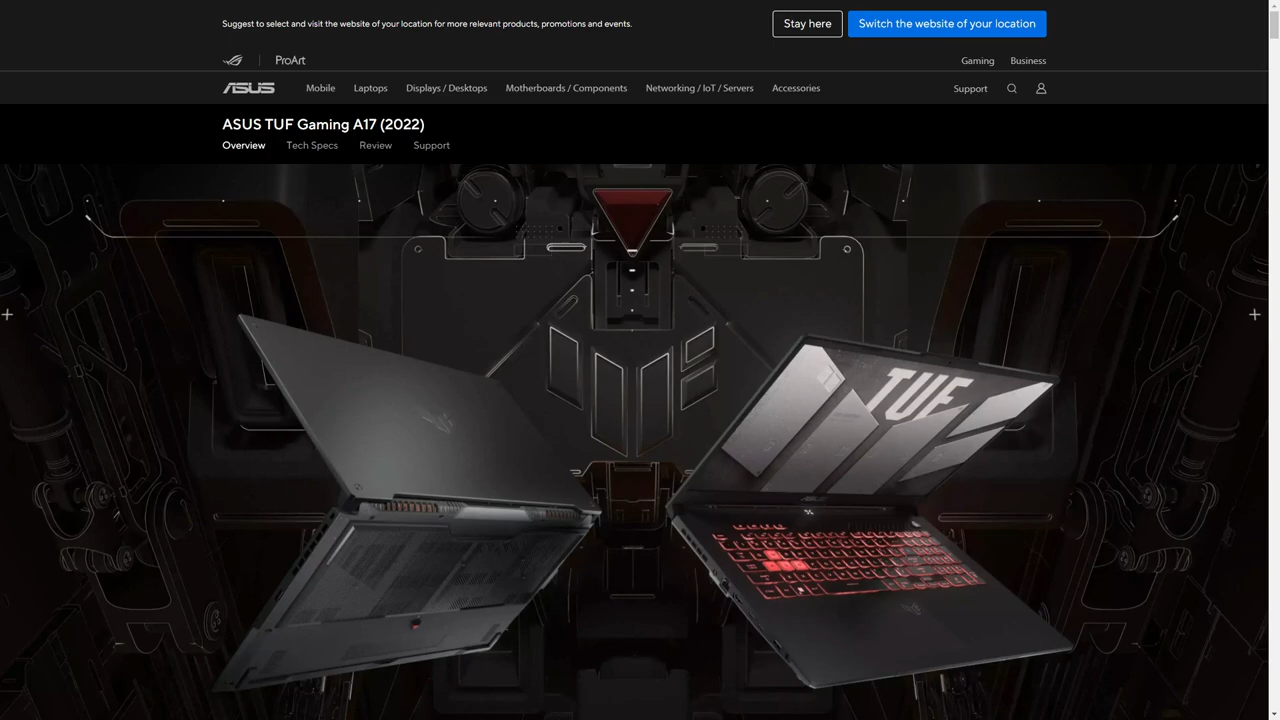 Suggest to select and visit the website of your location for more relevant products, promotions and events.
Stay here
Switch the website of your location
ProArt
Gaming
Business
ASUS
Mobile
Laptops
Displays / Desktops
Motherboards / Components
Networking / IoT / Servers
Accessories
Support
ASUS TUF Gaming A17 (2022)
Overview
Tech Specs
Review
Support
TUF
ASUS